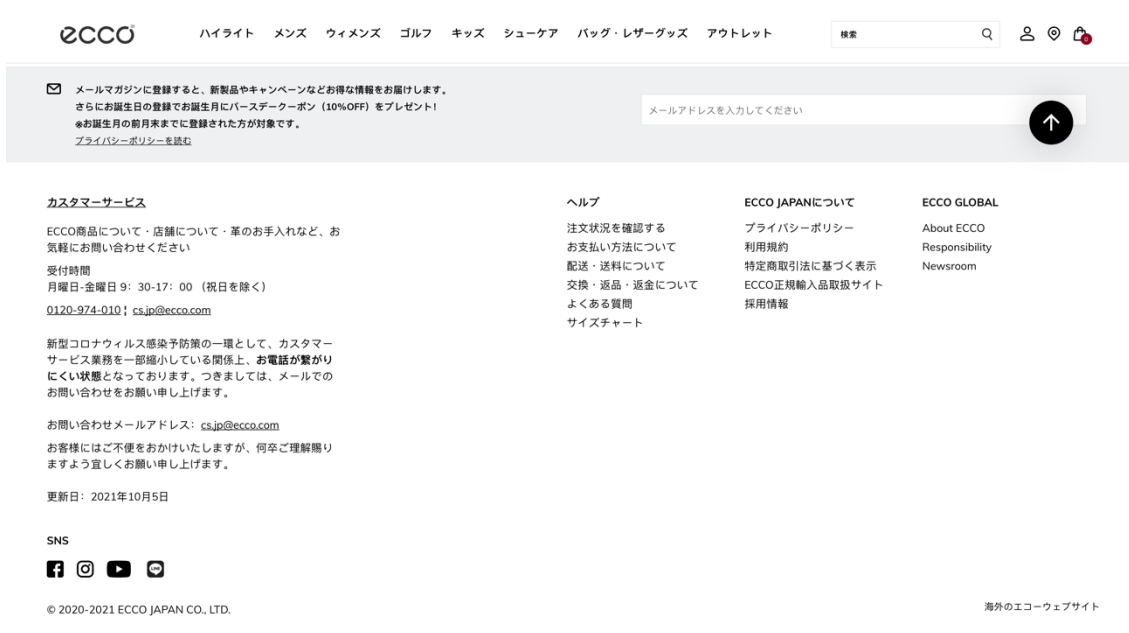 ecco
ハイライト メンズ ウィメンズ ゴルフ キッズ シューケア バッグ・レザーグッズ アウトレット
検索
0
メールマガジンに登録すると、新製品やキャンペーンなどお得な情報をお届けします。
さらにお誕生日の登録でお誕生月にバースデークーポン（10%OFF）をプレゼント!
※お誕生月の前月末までに登録された方が対象です。
プライバシーポリシーを読む
メールアドレスを入力してください
カスタマーサービス
ECCO商品について・店舗について・革のお手入れなど、お
気軽にお問い合わせください
受付時間
月曜日-金曜日 9：30-17：00 （祝日を除く）
0120-974-010 ¦ cs.jp@ecco.com
新型コロナウィルス感染予防策の一環として、カスタマー
サービス業務を一部縮小している関係上、お電話が繋がり
にくい状態となっております。つきましては、メールでの
お問い合わせをお願い申し上げます。
お問い合わせメールアドレス：cs.jp@ecco.com
お客様にはご不便をおかけいたしますが、何卒ご理解賜り
ますよう宜しくお願い申し上げます。
更新日：2021年10月5日
ヘルプ
注文状況を確認する
お支払い方法について
配送・送料について
交換・返品・返金について
よくある質問
サイズチャート
ECCO JAPANについて
プライバシーポリシー
利用規約
特定商取引法に基づく表示
ECCO正規輸入品取扱サイト
採用情報
ECCO GLOBAL
About ECCO
Responsibility
Newsroom
SNS
LINE
© 2020-2021 ECCO JAPAN CO., LTD.
海外のエコーウェブサイト